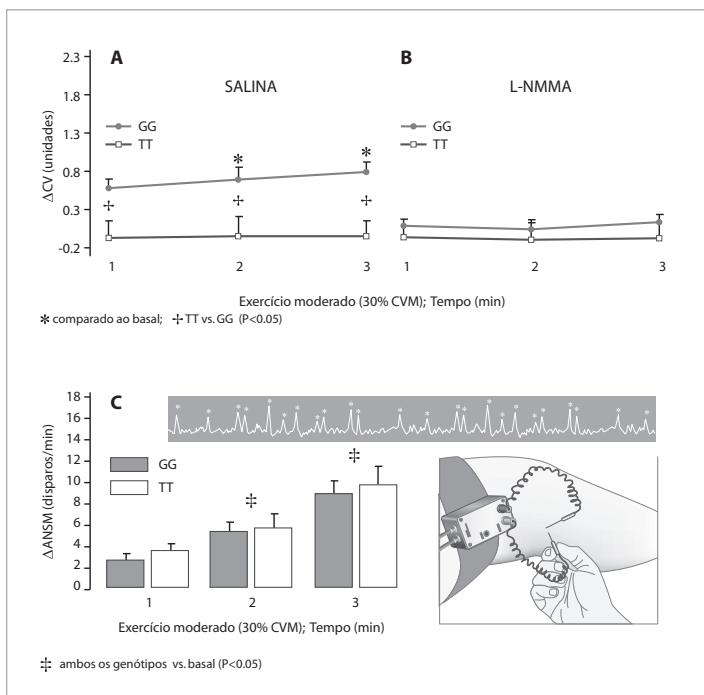 A
B
SALINA
L-NMMA
2.3
1.8
1.3
0.8
0.3
-0.2
ΔCV (unidades)
GG
TT
GG
TT
*
*
☩
☩
☩
1 2 3
1 2 3
Exercício moderado (30% CVM); Tempo (min)
* comparado ao basal; ☩ TT vs. GG (P<0.05)
C
18
16
14
12
10
8
6
4
2
0
ΔANSM (disparos/min)
GG
TT
‡
‡
1 2 3
Exercício moderado (30% CVM); Tempo (min)
‡ ambos os genótipos vs. basal (P<0.05)